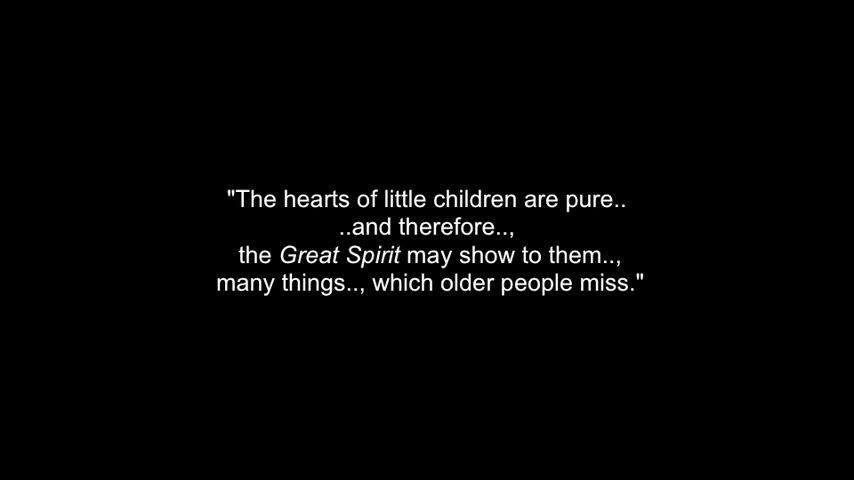 "The hearts of little children are pure..
..and therefore..,
the Great Spirit may show to them..,
many things.., which older people miss."